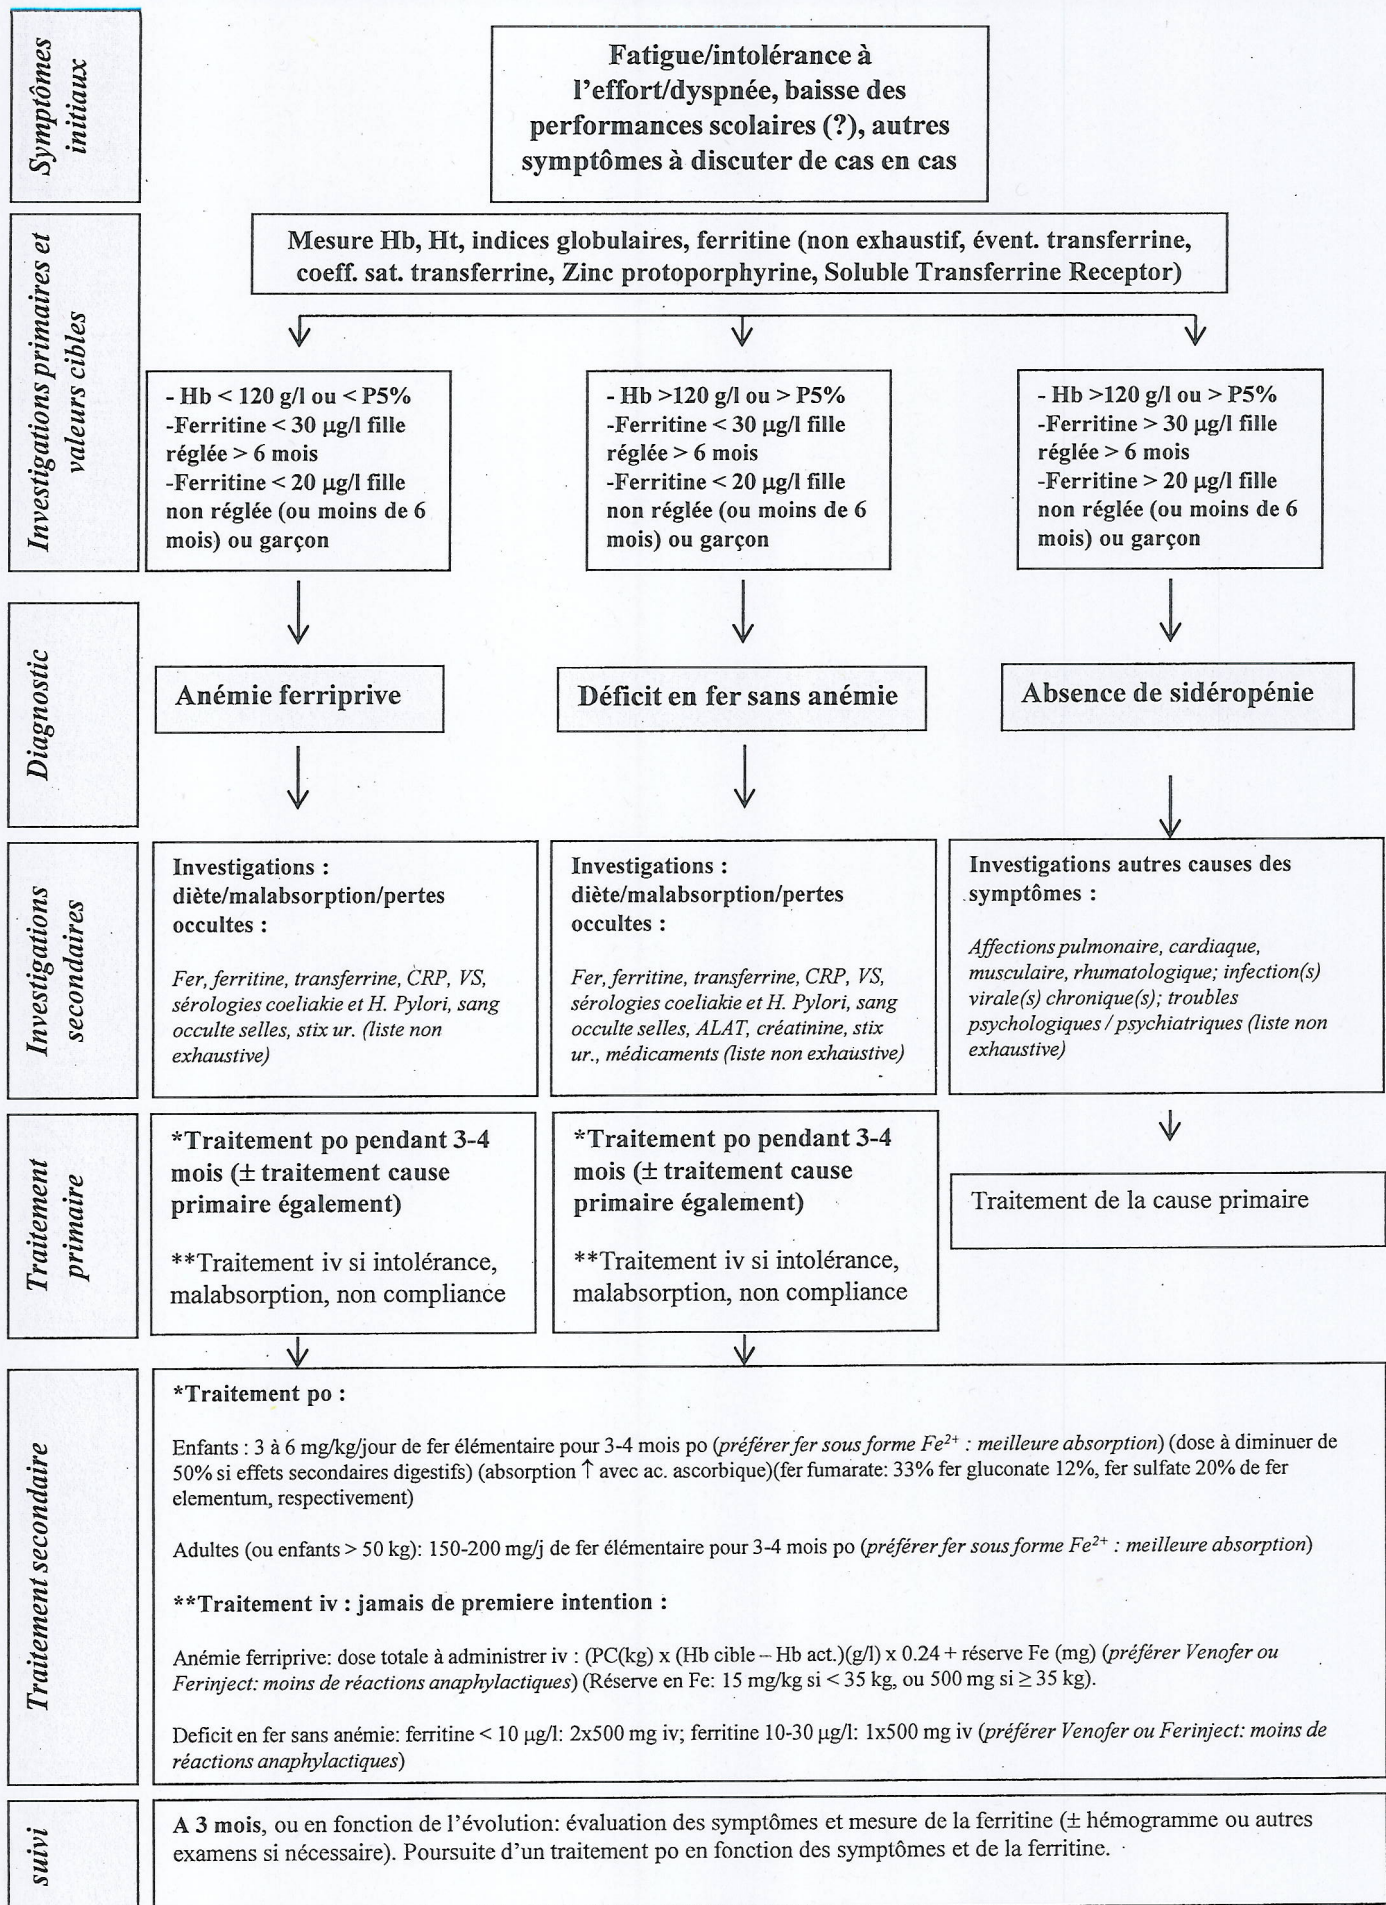 Symptômes
initiaux
Fatigue/intolérance à
l'effort/dyspnée, baisse des
performances scolaires (?), autres
symptômes à discuter de cas en cas
Investigations primaires et
valeurs cibles
Mesure Hb, Ht, indices globulaires, ferritine (non exhaustif, évent. transferrine,
coeff. sat. transferrine, Zinc protoporphyrine, Soluble Transferrine Receptor)
- Hb < 120 g/l ou < P5%
-Ferritine < 30 µg/l fille
réglée > 6 mois
-Ferritine < 20 µg/l fille
non réglée (ou moins de 6
mois) ou garçon
- Hb >120 g/l ou > P5%
-Ferritine < 30 µg/l fille
réglée > 6 mois
-Ferritine < 20 µg/l fille
non réglée (ou moins de 6
mois) ou garçon
- Hb >120 g/l ou > P5%
-Ferritine > 30 µg/l fille
réglée > 6 mois
-Ferritine > 20 µg/l fille
non réglée (ou moins de 6
mois) ou garçon
Diagnostic
Anémie ferriprive
Déficit en fer sans anémie
Absence de sidéropénie
Investigations
secondaires
Investigations :
diète/malabsorption/pertes
occultes :
Fer, ferritine, transferrine, CRP, VS,
sérologies coeliakie et H. Pylori, sang
occulte selles, stix ur. (liste non
exhaustive)
Investigations :
diète/malabsorption/pertes
occultes :
Fer, ferritine, transferrine, CRP, VS,
sérologies coeliakie et H. Pylori, sang
occulte selles, ALAT, créatinine, stix
ur., médicaments (liste non exhaustive)
Investigations autres causes des
symptômes :
Affections pulmonaire, cardiaque,
musculaire, rhumatologique; infection(s)
virale(s) chronique(s); troubles
psychologiques / psychiatriques (liste non
exhaustive)
Traitement
primaire
*Traitement po pendant 3-4
mois (± traitement cause
primaire également)
**Traitement iv si intolérance,
malabsorption, non compliance
*Traitement po pendant 3-4
mois (± traitement cause
primaire également)
**Traitement iv si intolérance,
malabsorption, non compliance
Traitement de la cause primaire
Traitement secondaire
*Traitement po :
Enfants : 3 à 6 mg/kg/jour de fer élémentaire pour 3-4 mois po (préférer fer sous forme Fe²⁺ : meilleure absorption) (dose à diminuer de
50% si effets secondaires digestifs) (absorption ↑ avec ac. ascorbique)(fer fumarate: 33% fer gluconate 12%, fer sulfate 20% de fer
elementum, respectivement)
Adultes (ou enfants > 50 kg): 150-200 mg/j de fer élémentaire pour 3-4 mois po (préférer fer sous forme Fe²⁺ : meilleure absorption)
**Traitement iv : jamais de premiere intention :
Anémie ferriprive: dose totale à administrer iv : (PC(kg) x (Hb cible – Hb act.)(g/l) x 0.24 + réserve Fe (mg) (préférer Venofer ou
Ferinject: moins de réactions anaphylactiques) (Réserve en Fe: 15 mg/kg si < 35 kg, ou 500 mg si ≥ 35 kg).
Deficit en fer sans anémie: ferritine < 10 µg/l: 2x500 mg iv; ferritine 10-30 µg/l: 1x500 mg iv (préférer Venofer ou Ferinject: moins de
réactions anaphylactiques)
suivi
A 3 mois, ou en fonction de l'évolution: évaluation des symptômes et mesure de la ferritine (± hémogramme ou autres
examens si nécessaire). Poursuite d'un traitement po en fonction des symptômes et de la ferritine.